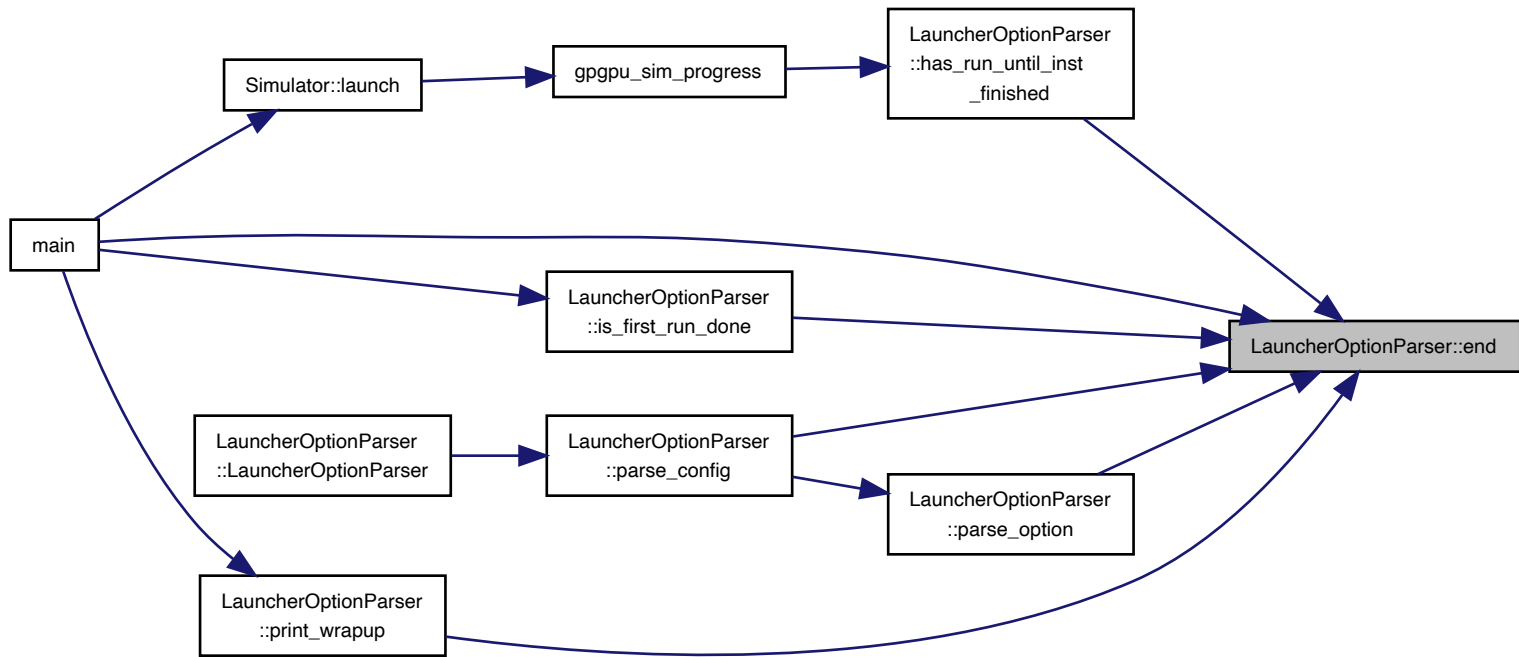 LauncherOptionParser
::has_run_until_inst
_finished
gpgpu_sim_progress
Simulator::launch
main
LauncherOptionParser
::is_first_run_done
LauncherOptionParser::end
LauncherOptionParser
::LauncherOptionParser
LauncherOptionParser
::parse_config
LauncherOptionParser
::parse_option
LauncherOptionParser
::print_wrapup